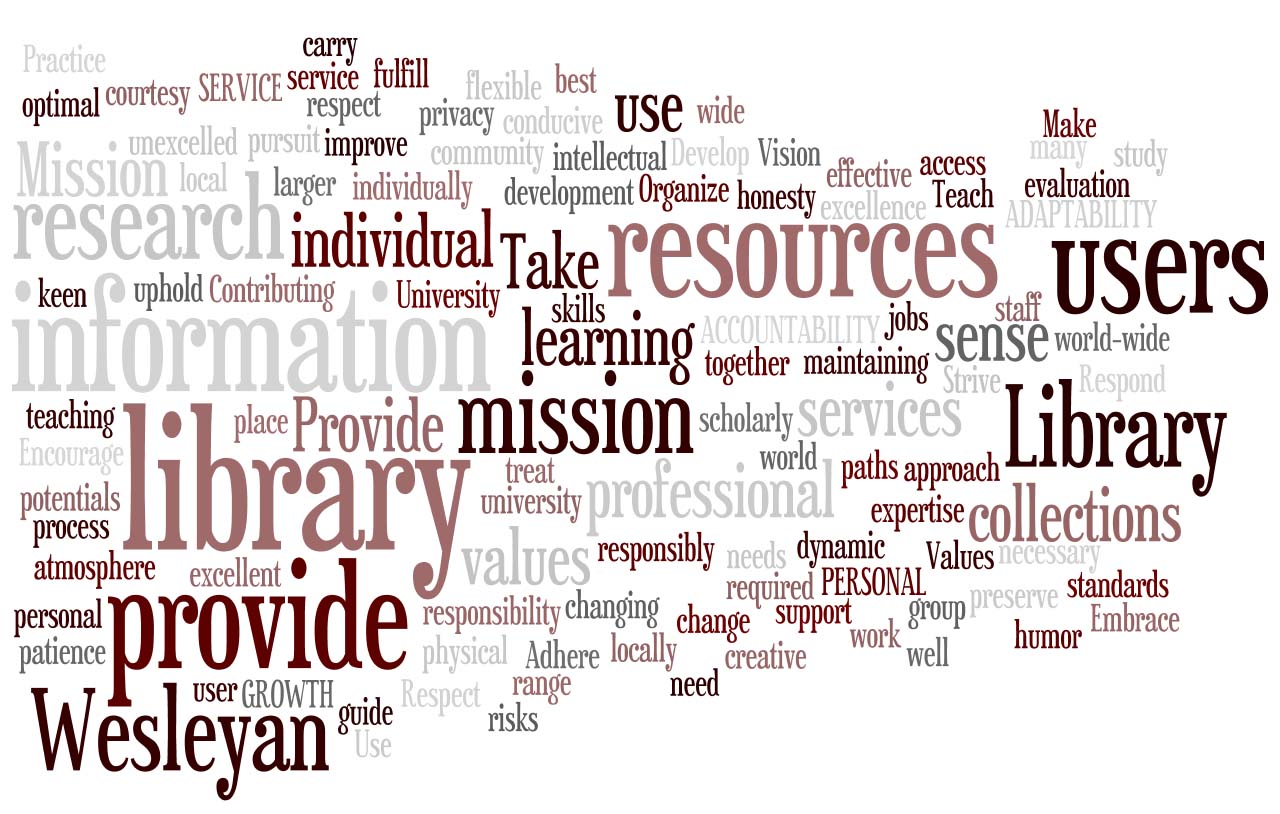 carry
Practice
optimal courtesy SERVICE service fulfill flexible best
respect privacy conducive use wide
unexcelled pursuit improve community intellectual Develop Vision Make many study
Mission local larger individually development Organize honesty effective access Teach evaluation
research individual Take resources excellence ADAPTABILITY users
keen uphold Contributing University skills jobs staff
information learning ACCOUNTABILITY together maintaining sense world-wide
teaching place Provide mission scholarly services Strive Respond Library
Encourage library treat world paths approach
potentials university professional expertise collections
process
atmosphere excellent values responsibly needs dynamic Values necessary
personal provide responsibility changing required PERSONAL group preserve standards
change support work humor Embrace
patience physical Adhere locally creative well
Wesleyan user GROWTH guide Respect range need
risks
Use